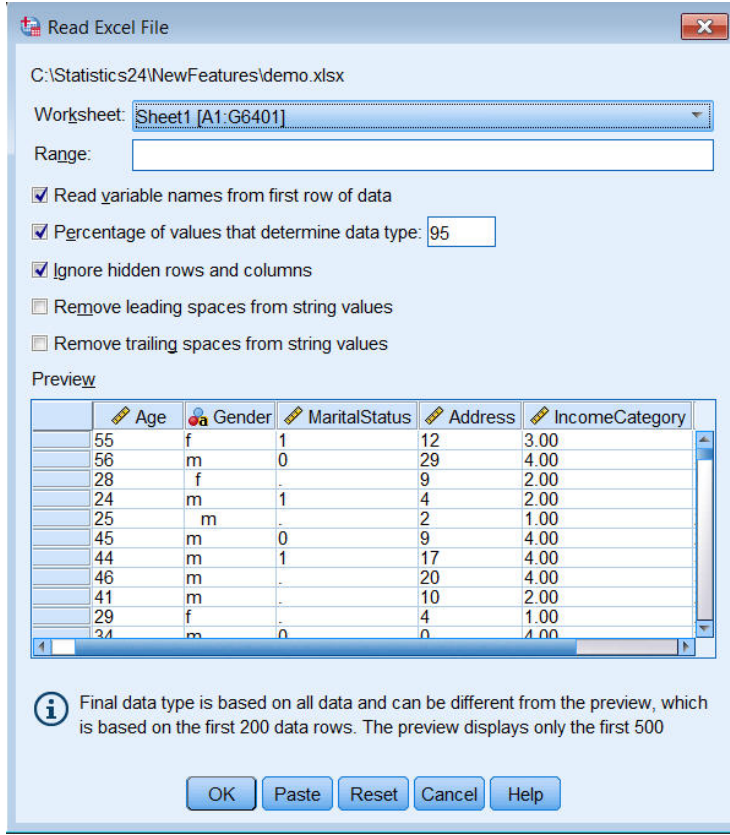 Read Excel File
C:\Statistics24\NewFeatures\demo.xlsx
Worksheet: Sheet1 [A1:G6401]
Range:
Read variable names from first row of data
Percentage of values that determine data type: 95
Ignore hidden rows and columns
Remove leading spaces from string values
Remove trailing spaces from string values
Preview
Age Gender MaritalStatus Address IncomeCategory
55 f 1 12 3.00
56 m 0 29 4.00
28 f . 9 2.00
24 m 1 4 2.00
25 m . 2 1.00
45 m 0 9 4.00
44 m 1 17 4.00
46 m . 20 4.00
41 m . 10 2.00
29 f . 4 1.00
34 m 0 0 4.00
Final data type is based on all data and can be different from the preview, which
is based on the first 200 data rows. The preview displays only the first 500
OK Paste Reset Cancel Help